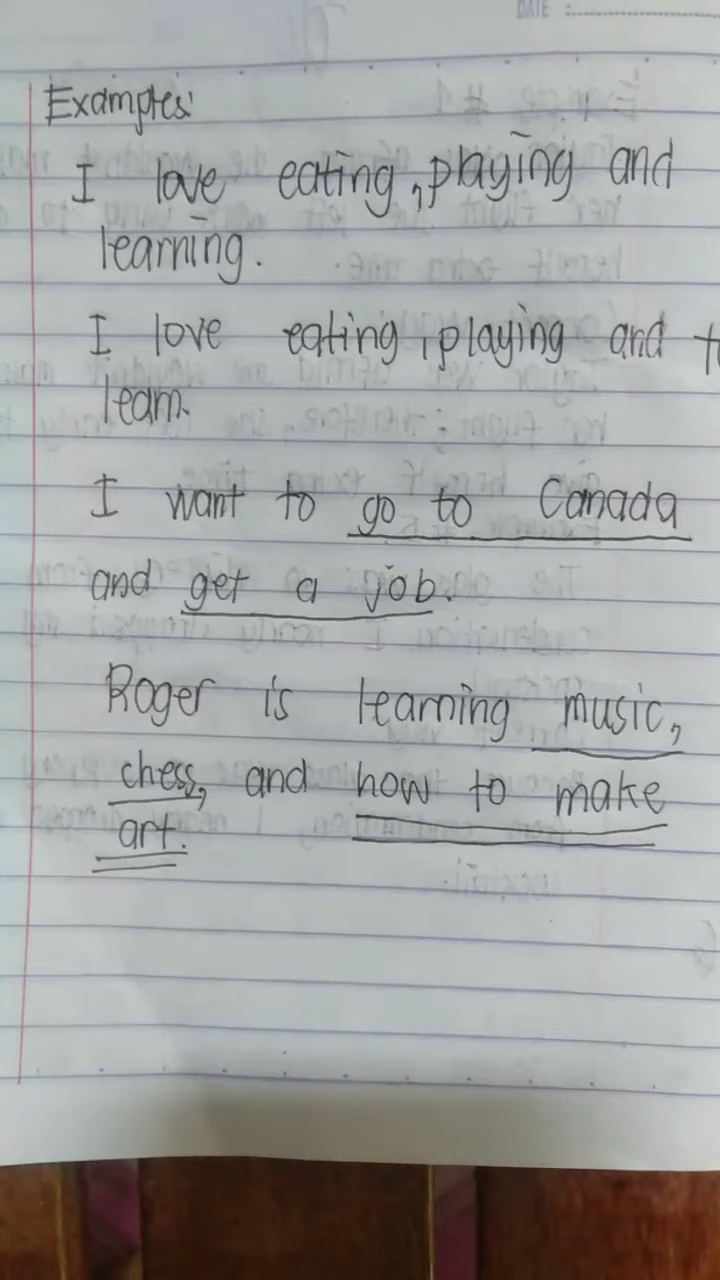 DATE :
Examples:
I love eating, playing and
learning.
I love eating, playing and
learn.
I want to go to Canada
and get a job.
Roger is learning music,
chess, and how to make
art.